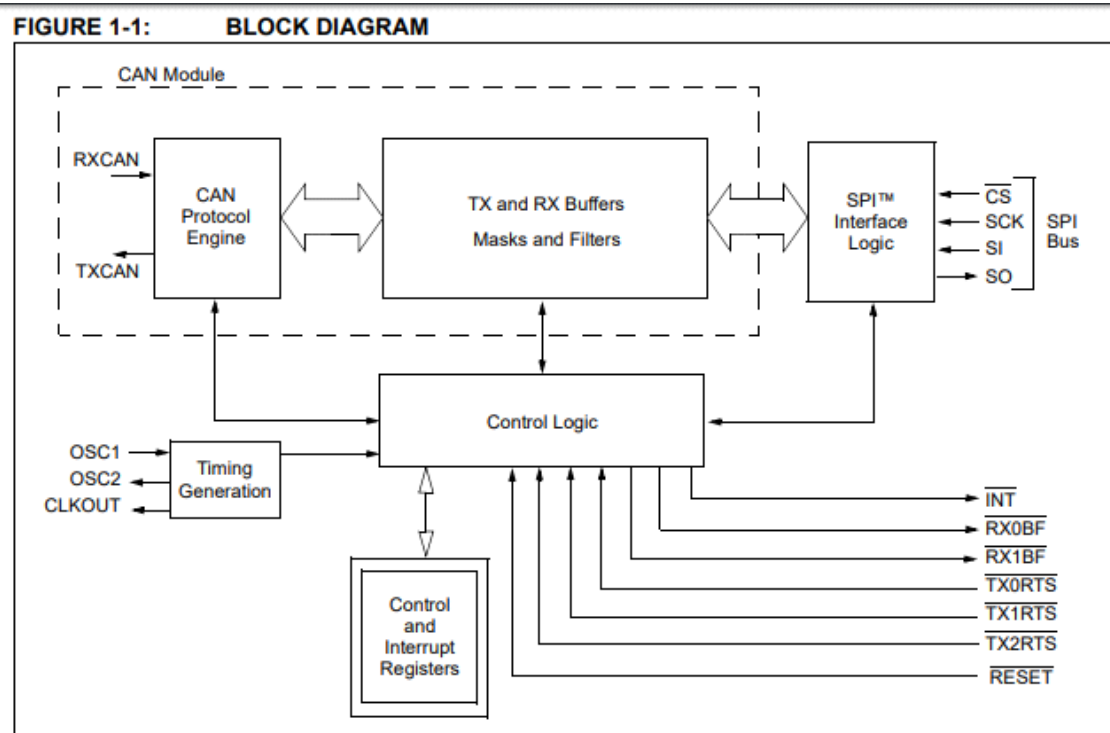 FIGURE 1-1: BLOCK DIAGRAM
CAN Module
RXCAN
TXCAN
CAN
Protocol
Engine
TX and RX Buffers
Masks and Filters
SPI™
Interface
Logic
CS
SCK
SI
SO
SPI
Bus
Control Logic
OSC1
OSC2
CLKOUT
Timing
Generation
Control
and
Interrupt
Registers
INT
RX0BF
RX1BF
TX0RTS
TX1RTS
TX2RTS
RESET